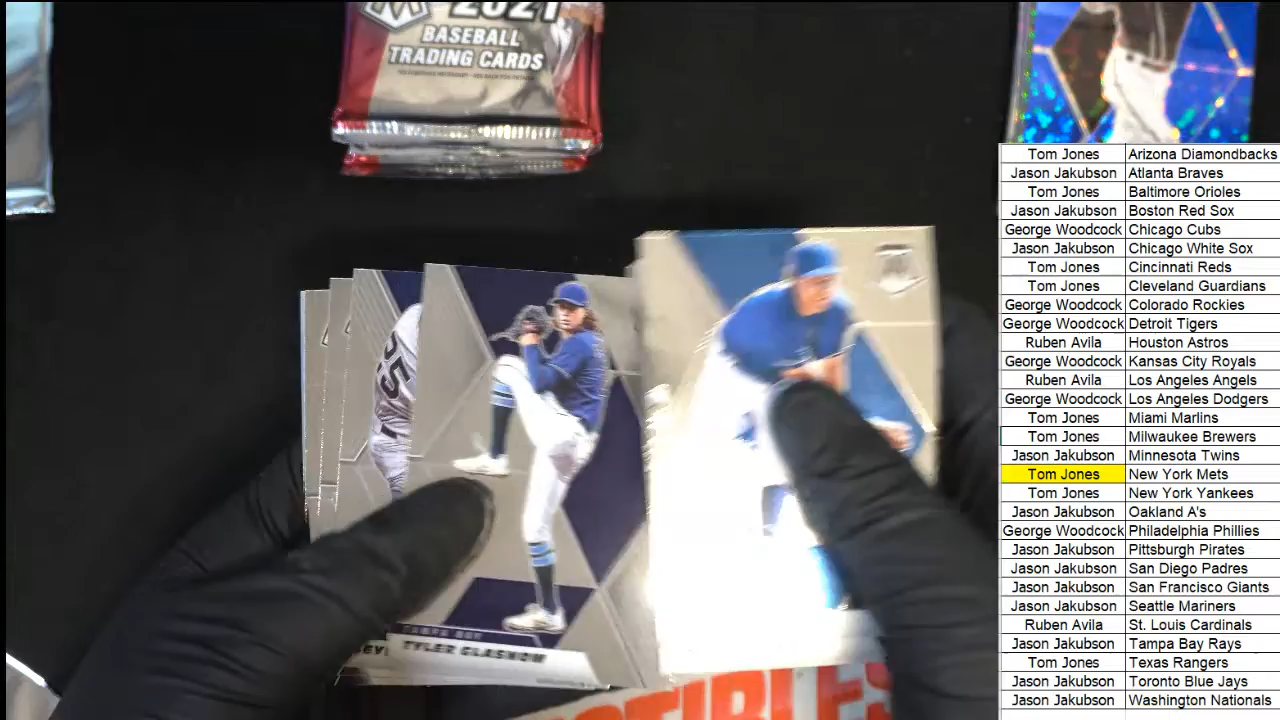 2021
BASEBALL
TRADING CARDS
25
TAMPA BAY
TYLER GLASNOW
Tom Jones Arizona Diamondbacks
Jason Jakubson Atlanta Braves
Tom Jones Baltimore Orioles
Jason Jakubson Boston Red Sox
George Woodcock Chicago Cubs
Jason Jakubson Chicago White Sox
Tom Jones Cincinnati Reds
Tom Jones Cleveland Guardians
George Woodcock Colorado Rockies
George Woodcock Detroit Tigers
Ruben Avila Houston Astros
George Woodcock Kansas City Royals
Ruben Avila Los Angeles Angels
George Woodcock Los Angeles Dodgers
Tom Jones Miami Marlins
Tom Jones Milwaukee Brewers
Jason Jakubson Minnesota Twins
Tom Jones New York Mets
Tom Jones New York Yankees
Jason Jakubson Oakland A's
George Woodcock Philadelphia Phillies
Jason Jakubson Pittsburgh Pirates
Jason Jakubson San Diego Padres
Jason Jakubson San Francisco Giants
Jason Jakubson Seattle Mariners
Ruben Avila St. Louis Cardinals
Jason Jakubson Tampa Bay Rays
Tom Jones Texas Rangers
Jason Jakubson Toronto Blue Jays
Jason Jakubson Washington Nationals